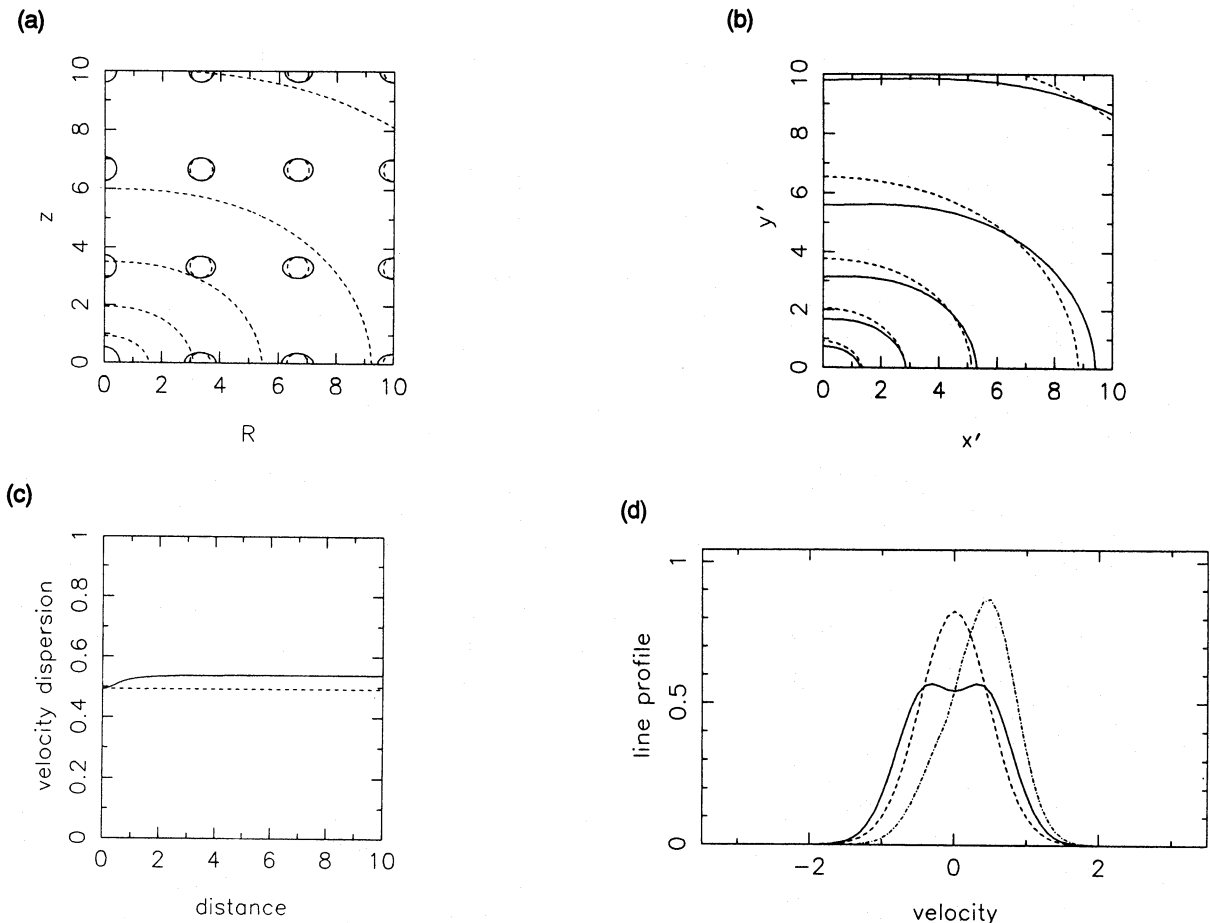 (a)
10
8
6
4
2
0
z
0 2 4 6 8 10
R
(b)
10
8
6
4
2
0
y'
0 2 4 6 8 10
x'
(c)
1
0.8
0.6
0.4
0.2
0
velocity dispersion
0 2 4 6 8 10
distance
(d)
1
0.5
0
line profile
−2 0 2
velocity